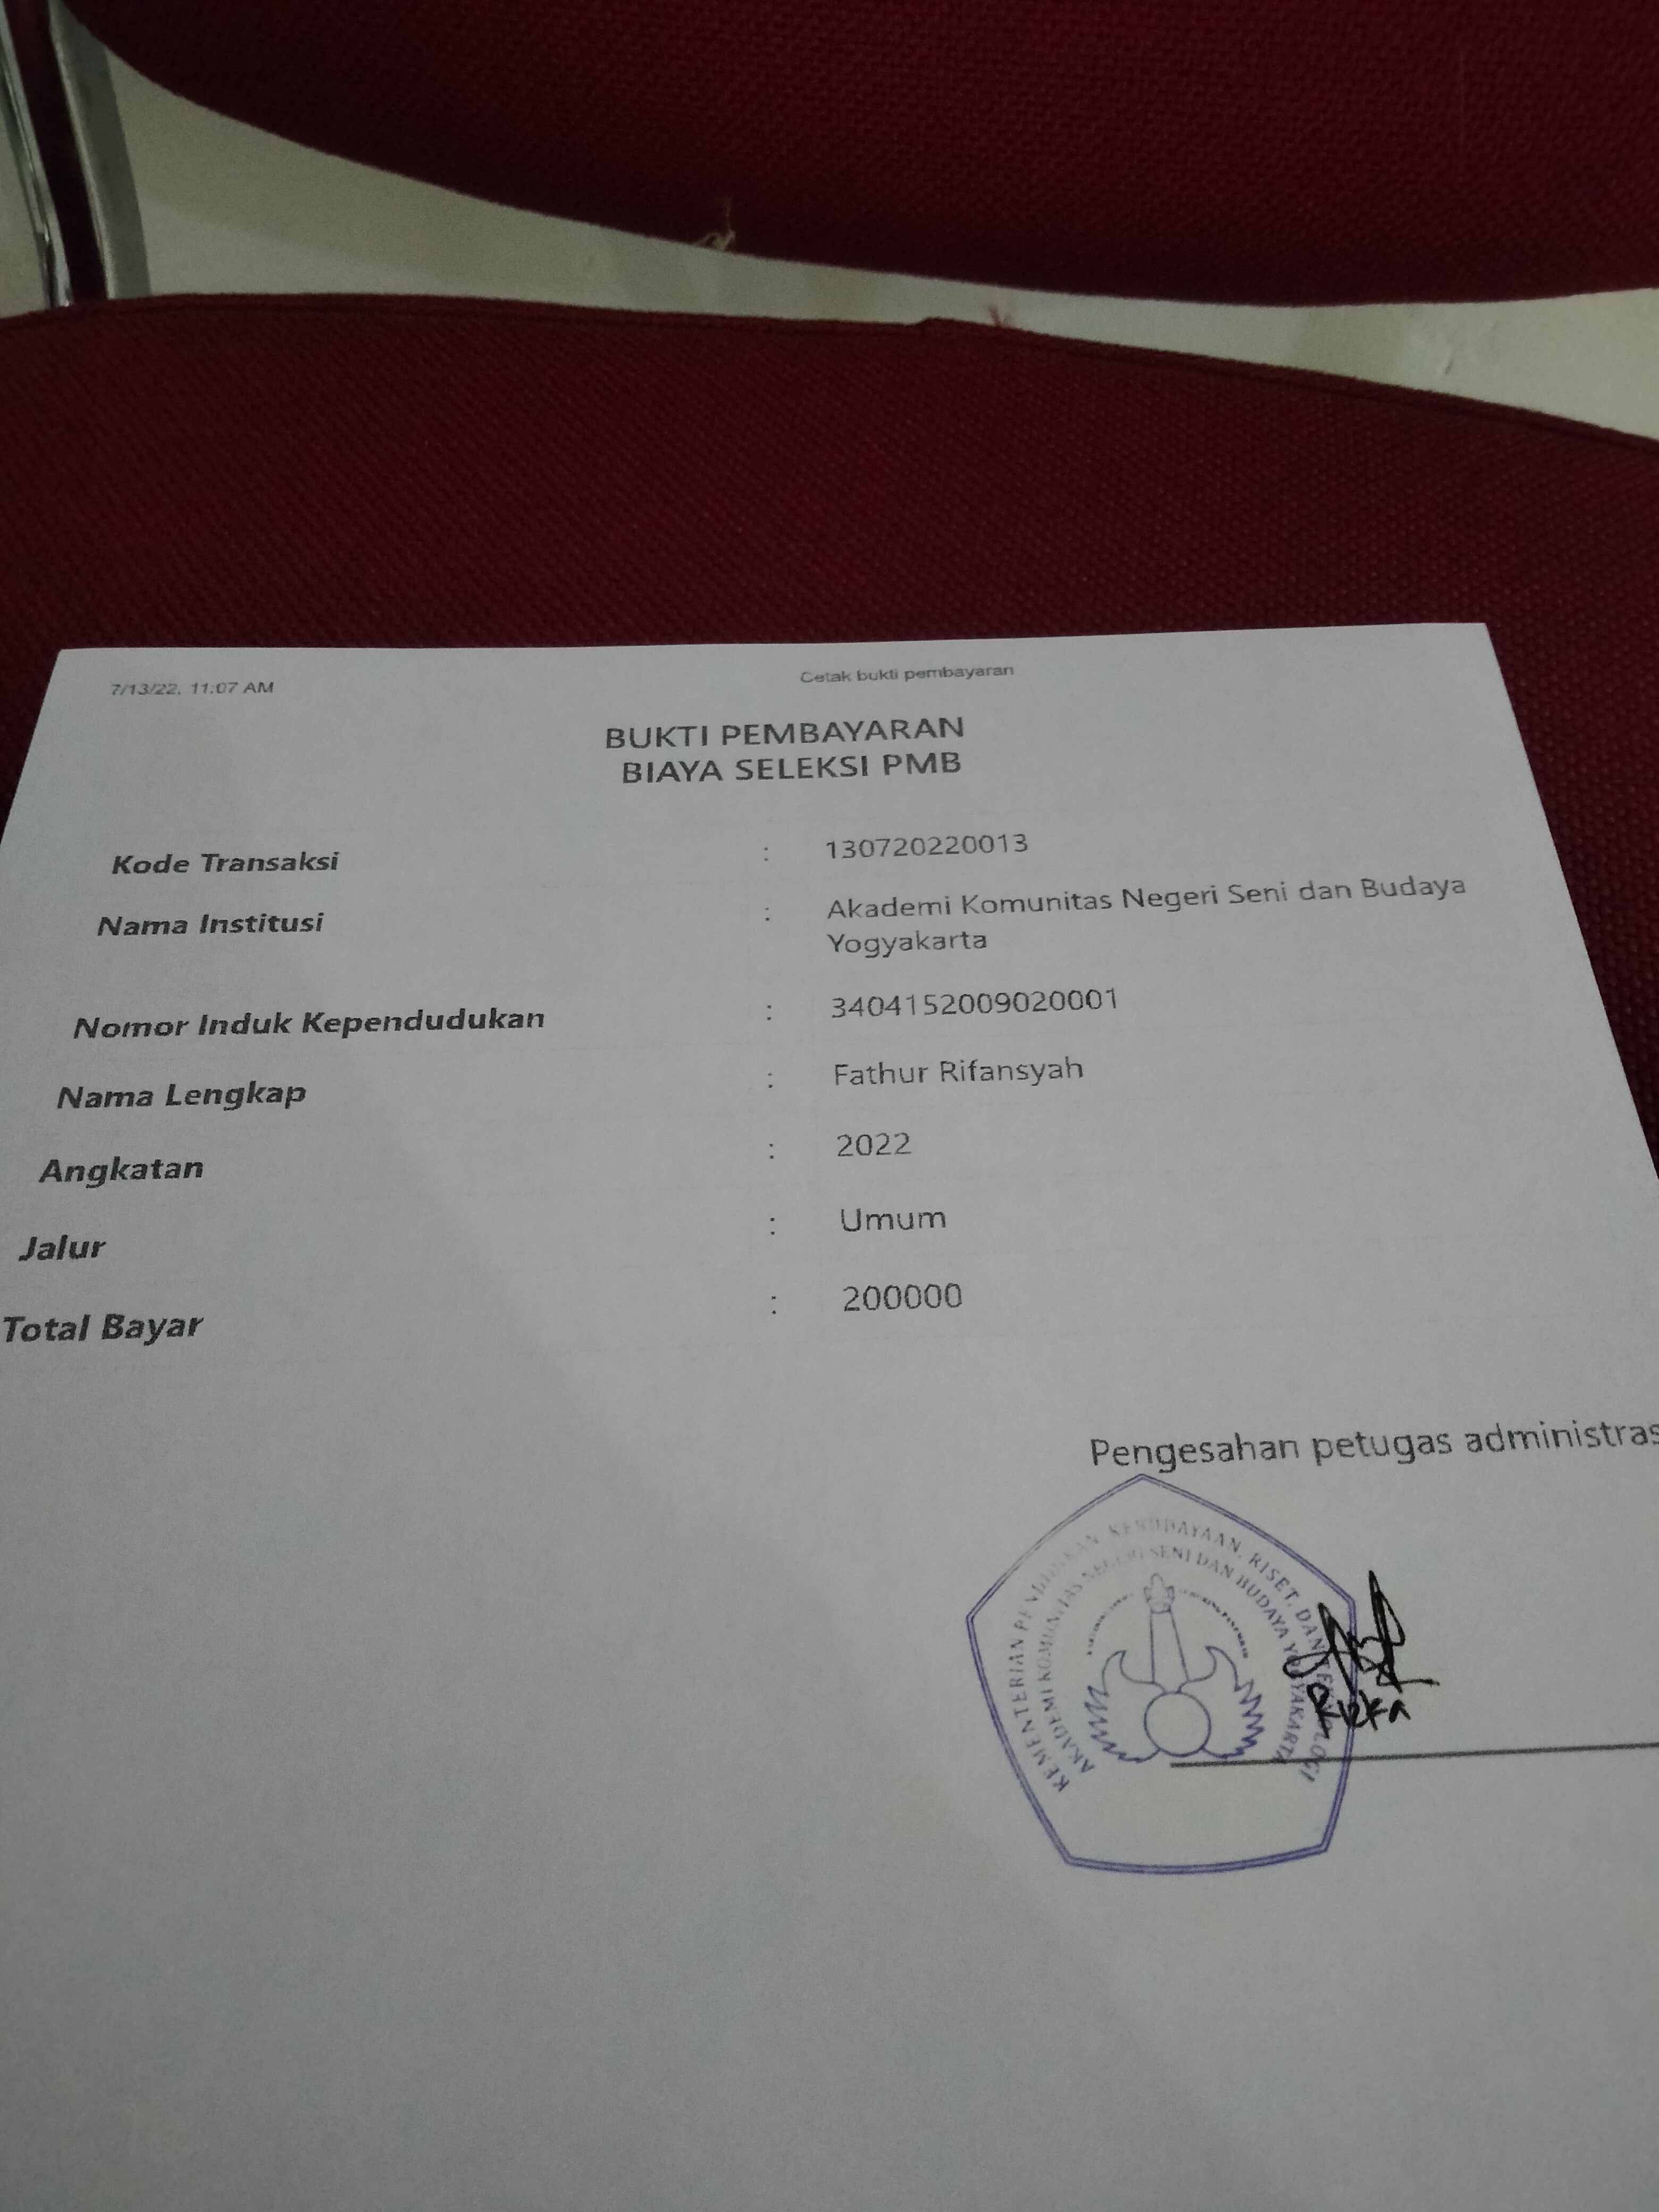 7/13/22, 11:07 AM
Cetak bukti pembayaran
BUKTI PEMBAYARAN
BIAYA SELEKSI PMB
Kode Transaksi : 130720220013
Nama Institusi : Akademi Komunitas Negeri Seni dan Budaya
Yogyakarta
Nomor Induk Kependudukan : 3404152009020001
Nama Lengkap : Fathur Rifansyah
Angkatan : 2022
Jalur : Umum
Total Bayar : 200000
Pengesahan petugas administras
KEMENTERIAN PENDIDIKAN, KEBUDAYAAN, RISET, DAN TEKNOLOGI
AKADEMI KOMUNITAS NEGERI SENI DAN BUDAYA YOGYAKARTA